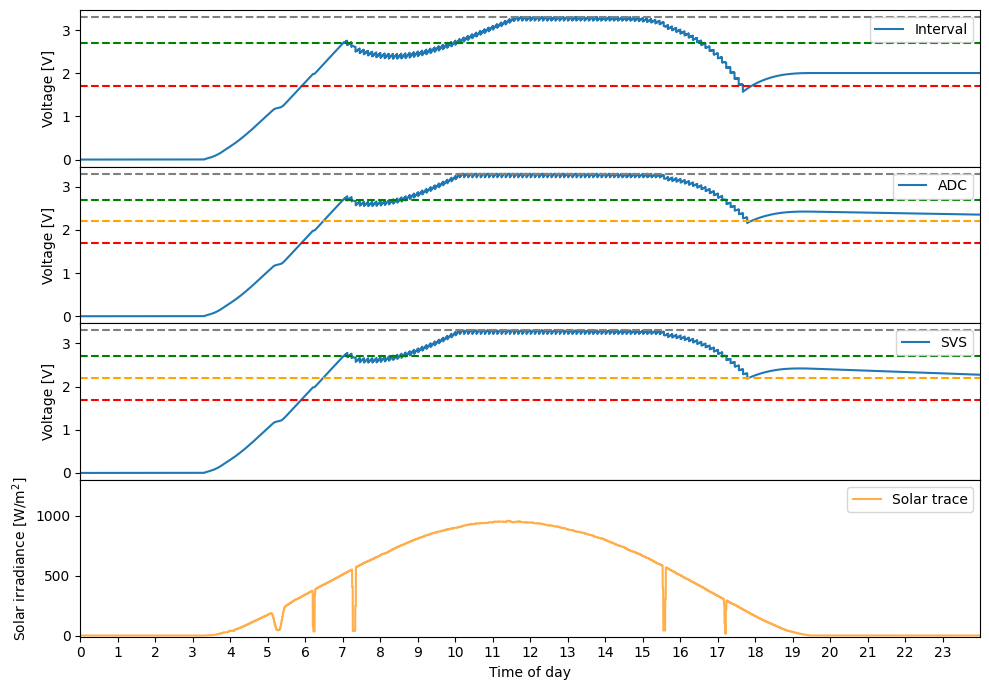 Voltage [V]
3
2
1
0
Interval
Voltage [V]
3
2
1
0
ADC
Voltage [V]
3
2
1
0
SVS
Solar irradiance [W/m²]
1000
500
0
Solar trace
0 1 2 3 4 5 6 7 8 9 10 11 12 13 14 15 16 17 18 19 20 21 22 23
Time of day